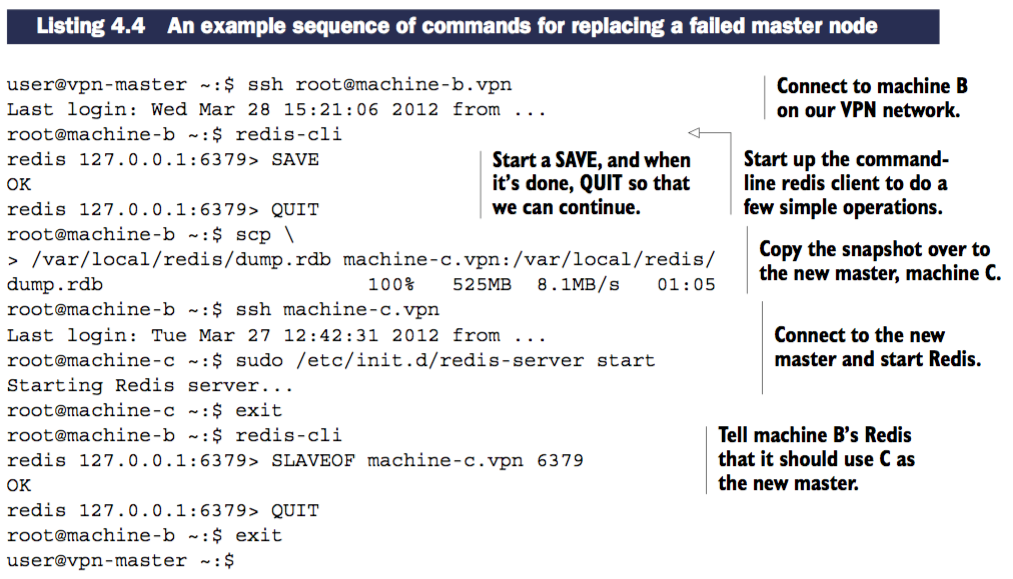 Listing 4.4 An example sequence of commands for replacing a failed master node
user@vpn-master ~:$ ssh root@machine-b.vpn
Last login: Wed Mar 28 15:21:06 2012 from ...
root@machine-b ~:$ redis-cli
redis 127.0.0.1:6379> SAVE
OK
redis 127.0.0.1:6379> QUIT
root@machine-b ~:$ scp \
> /var/local/redis/dump.rdb machine-c.vpn:/var/local/redis/
dump.rdb 100% 525MB 8.1MB/s 01:05
root@machine-b ~:$ ssh machine-c.vpn
Last login: Tue Mar 27 12:42:31 2012 from ...
root@machine-c ~:$ sudo /etc/init.d/redis-server start
Starting Redis server...
root@machine-c ~:$ exit
root@machine-b ~:$ redis-cli
redis 127.0.0.1:6379> SLAVEOF machine-c.vpn 6379
OK
redis 127.0.0.1:6379> QUIT
root@machine-b ~:$ exit
user@vpn-master ~:$
Connect to machine B
on our VPN network.
Start a SAVE, and when
it's done, QUIT so that
we can continue.
Start up the command-
line redis client to do a
few simple operations.
Copy the snapshot over to
the new master, machine C.
Connect to the new
master and start Redis.
Tell machine B's Redis
that it should use C as
the new master.